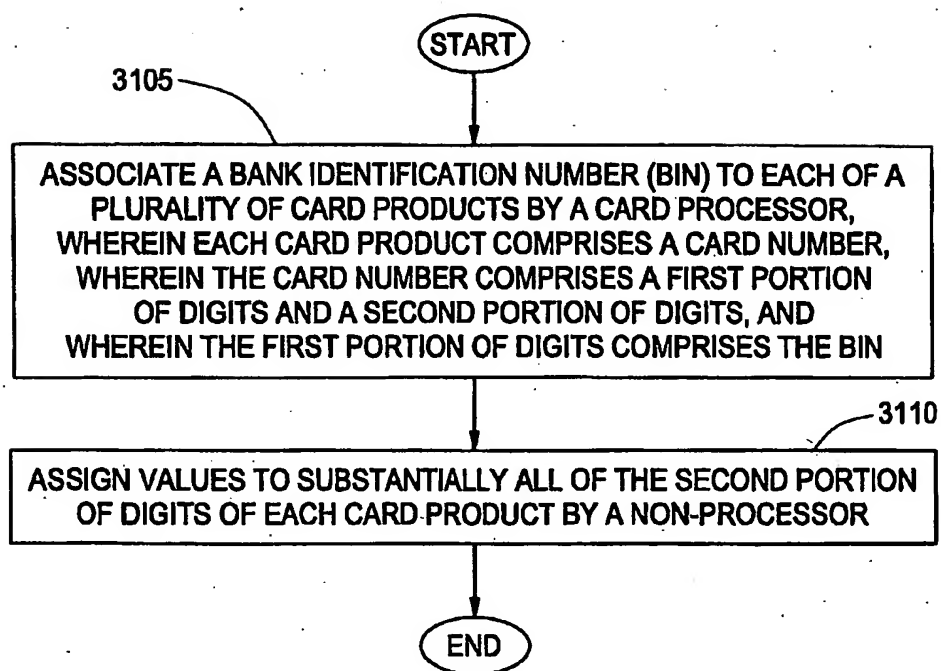 START
3105
ASSOCIATE A BANK IDENTIFICATION NUMBER (BIN) TO EACH OF A
PLURALITY OF CARD PRODUCTS BY A CARD PROCESSOR,
WHEREIN EACH CARD PRODUCT COMPRISES A CARD NUMBER,
WHEREIN THE CARD NUMBER COMPRISES A FIRST PORTION
OF DIGITS AND A SECOND PORTION OF DIGITS, AND
WHEREIN THE FIRST PORTION OF DIGITS COMPRISES THE BIN
3110
ASSIGN VALUES TO SUBSTANTIALLY ALL OF THE SECOND PORTION
OF DIGITS OF EACH CARD PRODUCT BY A NON-PROCESSOR
END